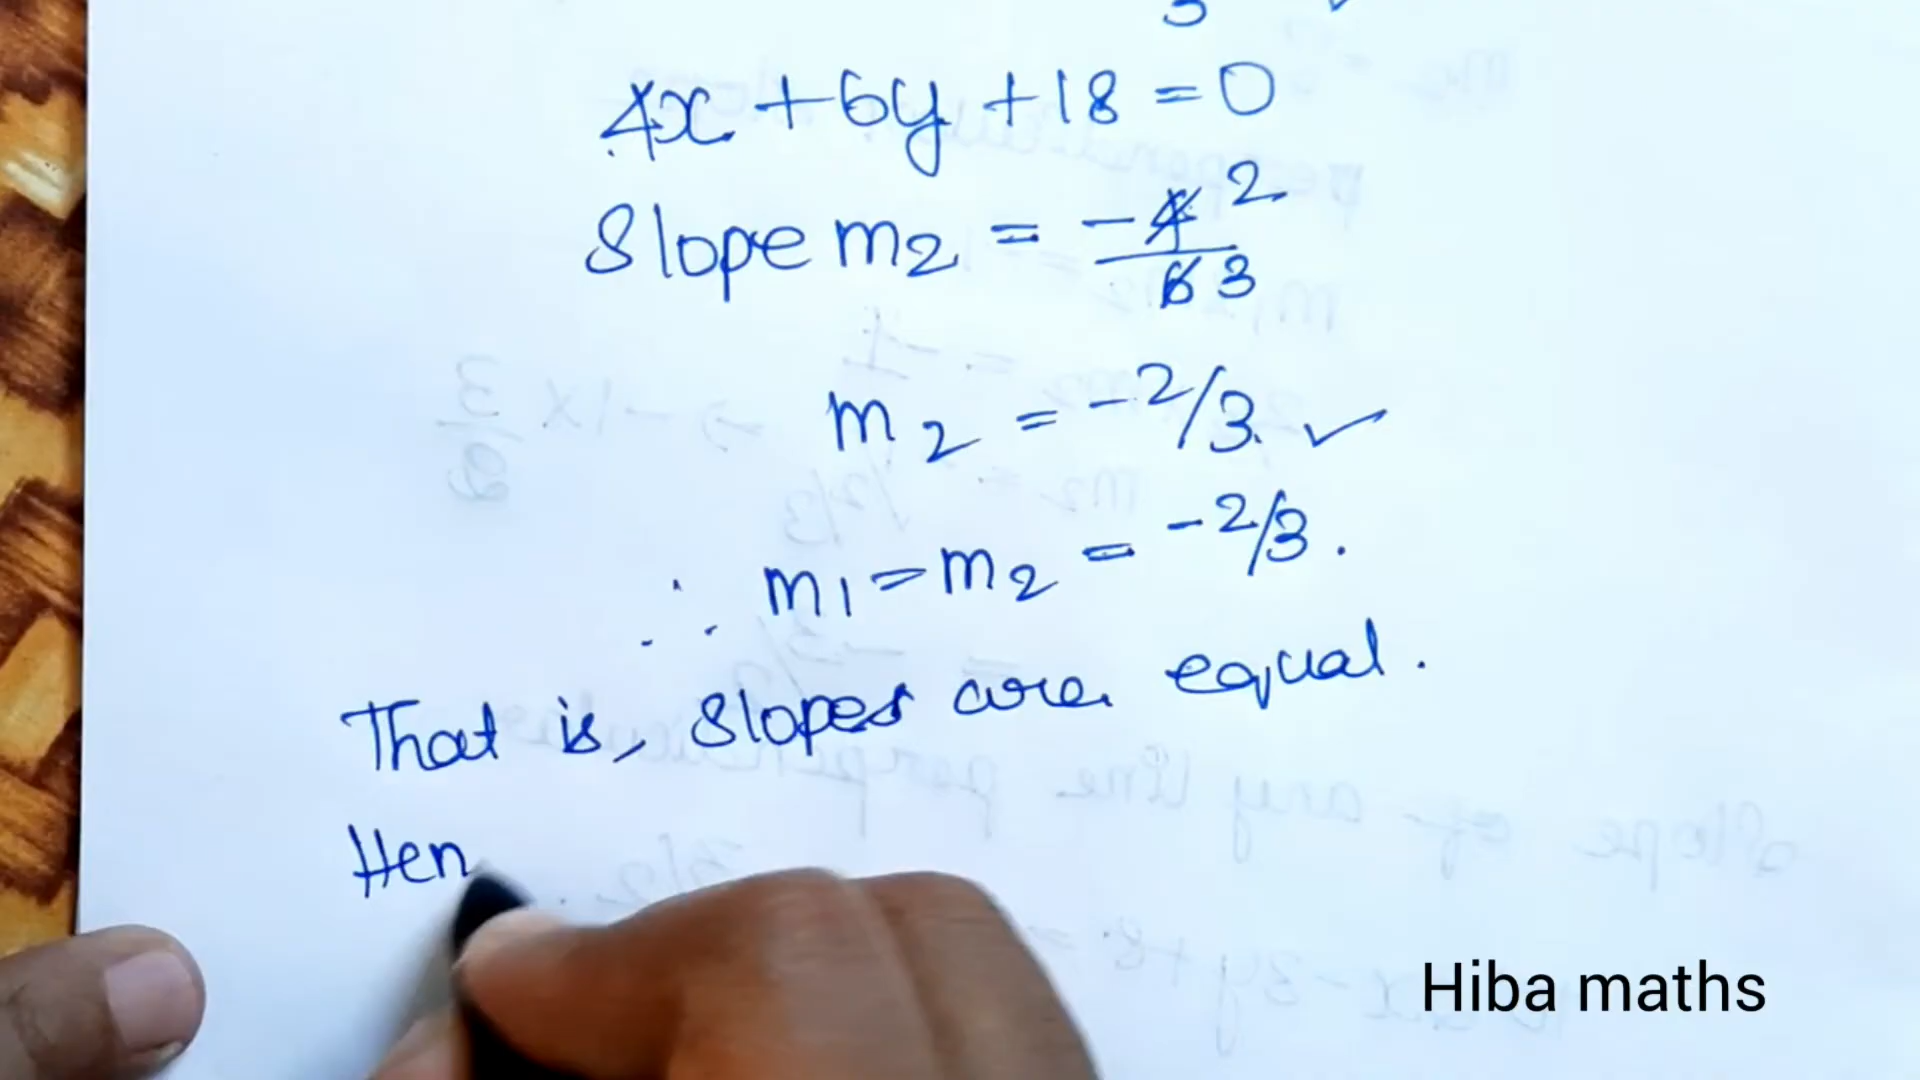 3 ✓
4x + 6y + 18 = 0
Slope m2 = -4 2
6 3
m2 = -2/3. ✓
∴ m1 = m2 = -2/3.
That is, Slopes are equal.
Hen
Hiba maths